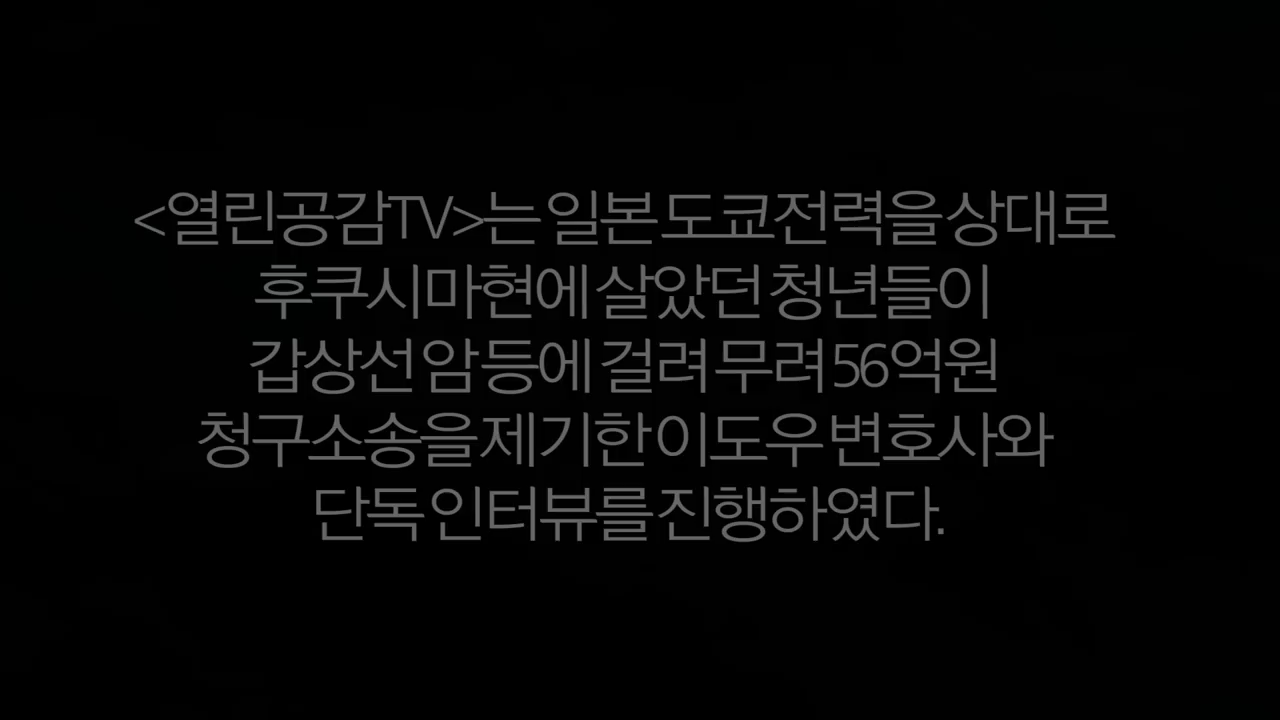 <열린공감TV>는 일본 도쿄전력을 상대로
후쿠시마현에 살았던 청년들이
갑상선 암 등에 걸려 무려 56억원
청구소송을 제기한 이도우 변호사와
단독 인터뷰를 진행하였다.